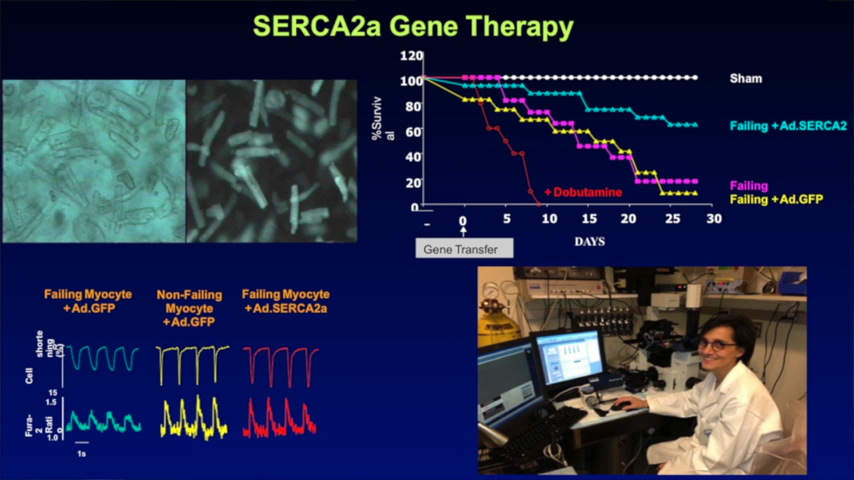 SERCA2a Gene Therapy
120
100
80
60
40
20
0
%Surviv
al
Sham
Failing +Ad.SERCA2
Failing
Failing +Ad.GFP
+Dobutamine
– 0 5 10 15 20 25 30
DAYS
Gene Transfer
Failing Myocyte
+Ad.GFP
Non-Failing
Myocyte
+Ad.GFP
Failing Myocyte
+Ad.SERCA2a
Cell shorte
ning (%)
15
1.5
Fura-
2 Rati
o
1.0
1s